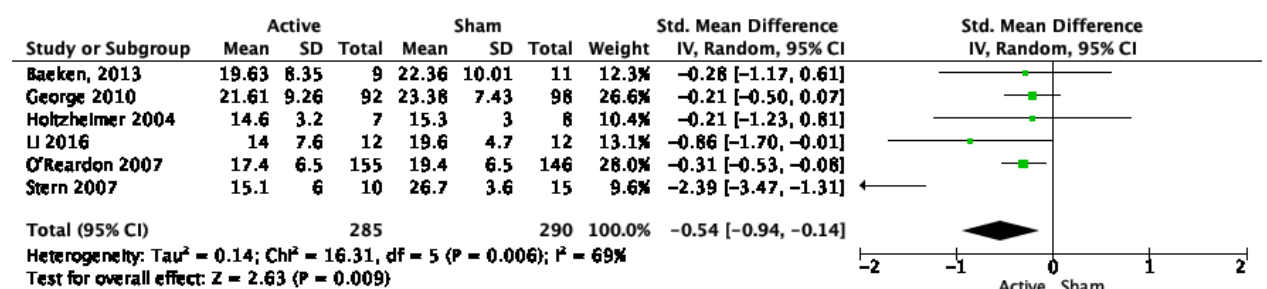 Active Sham Std. Mean Difference Std. Mean Difference
Study or Subgroup Mean SD Total Mean SD Total Weight IV, Random, 95% CI IV, Random, 95% CI
Baeken, 2013 19.63 8.35 9 22.36 10.01 11 12.3% −0.28 [−1.17, 0.61]
George 2010 21.61 9.26 92 23.38 7.43 98 26.6% −0.21 [−0.50, 0.07]
Holtzheimer 2004 14.6 3.2 7 15.3 3 8 10.4% −0.21 [−1.23, 0.81]
LI 2016 14 7.6 12 19.6 4.7 12 13.1% −0.86 [−1.70, −0.01]
O'Reardon 2007 17.4 6.5 155 19.4 6.5 146 28.0% −0.31 [−0.53, −0.08]
Stern 2007 15.1 6 10 26.7 3.6 15 9.6% −2.39 [−3.47, −1.31]
Total (95% CI) 285 290 100.0% −0.54 [−0.94, −0.14]
Heterogeneity: Tau² = 0.14; Chi² = 16.31, df = 5 (P = 0.006); I² = 69%
Test for overall effect: Z = 2.63 (P = 0.009)
−2 −1 0 1 2
Active Sham